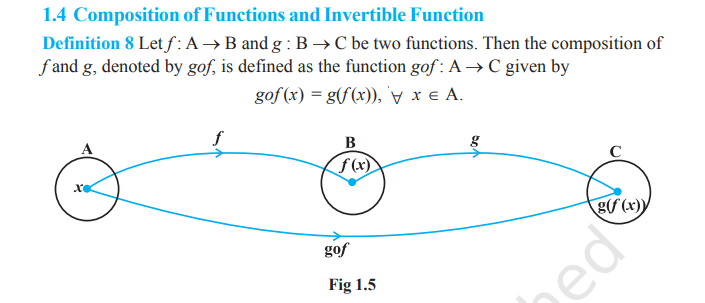 1.4 Composition of Functions and Invertible Function
Definition 8 Let f : A → B and g : B → C be two functions. Then the composition of
f and g, denoted by gof, is defined as the function gof : A → C given by
gof (x) = g(f (x)), ∀ x ∈ A.
f
g
A
B
C
f (x)
x
g(f (x))
gof
Fig 1.5